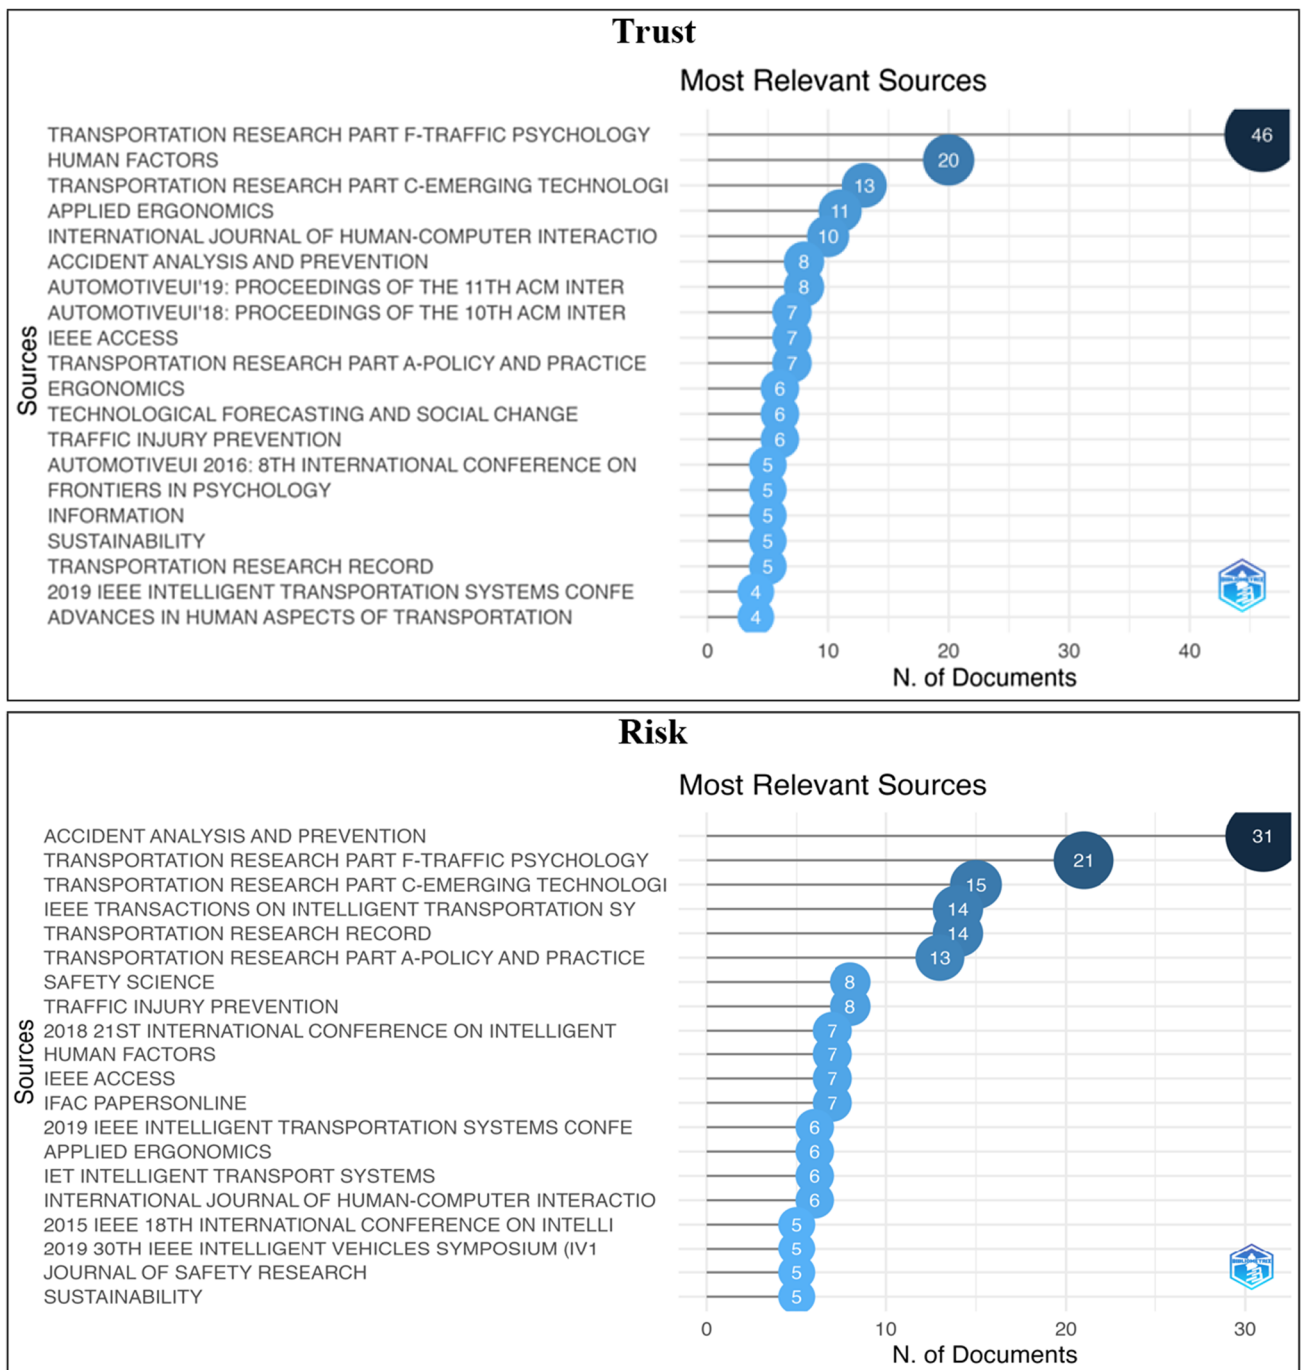 Trust
Most Relevant Sources
TRANSPORTATION RESEARCH PART F-TRAFFIC PSYCHOLOGY 46
HUMAN FACTORS 20
TRANSPORTATION RESEARCH PART C-EMERGING TECHNOLOGI 13
APPLIED ERGONOMICS 11
INTERNATIONAL JOURNAL OF HUMAN-COMPUTER INTERACTIO 10
ACCIDENT ANALYSIS AND PREVENTION 8
AUTOMOTIVEUI'19: PROCEEDINGS OF THE 11TH ACM INTER 8
AUTOMOTIVEUI'18: PROCEEDINGS OF THE 10TH ACM INTER 7
IEEE ACCESS 7
TRANSPORTATION RESEARCH PART A-POLICY AND PRACTICE 7
ERGONOMICS 6
TECHNOLOGICAL FORECASTING AND SOCIAL CHANGE 6
TRAFFIC INJURY PREVENTION 6
AUTOMOTIVEUI 2016: 8TH INTERNATIONAL CONFERENCE ON 5
FRONTIERS IN PSYCHOLOGY 5
INFORMATION 5
SUSTAINABILITY 5
TRANSPORTATION RESEARCH RECORD 5
2019 IEEE INTELLIGENT TRANSPORTATION SYSTEMS CONFE 4
ADVANCES IN HUMAN ASPECTS OF TRANSPORTATION 4
Sources
0 10 20 30 40
N. of Documents
Risk
Most Relevant Sources
ACCIDENT ANALYSIS AND PREVENTION 31
TRANSPORTATION RESEARCH PART F-TRAFFIC PSYCHOLOGY 21
TRANSPORTATION RESEARCH PART C-EMERGING TECHNOLOGI 15
IEEE TRANSACTIONS ON INTELLIGENT TRANSPORTATION SY 14
TRANSPORTATION RESEARCH RECORD 14
TRANSPORTATION RESEARCH PART A-POLICY AND PRACTICE 13
SAFETY SCIENCE 8
TRAFFIC INJURY PREVENTION 8
2018 21ST INTERNATIONAL CONFERENCE ON INTELLIGENT 7
HUMAN FACTORS 7
IEEE ACCESS 7
IFAC PAPERSONLINE 7
2019 IEEE INTELLIGENT TRANSPORTATION SYSTEMS CONFE 6
APPLIED ERGONOMICS 6
IET INTELLIGENT TRANSPORT SYSTEMS 6
INTERNATIONAL JOURNAL OF HUMAN-COMPUTER INTERACTIO 6
2015 IEEE 18TH INTERNATIONAL CONFERENCE ON INTELLI 5
2019 30TH IEEE INTELLIGENT VEHICLES SYMPOSIUM (IV1 5
JOURNAL OF SAFETY RESEARCH 5
SUSTAINABILITY 5
Sources
0 10 20 30
N. of Documents